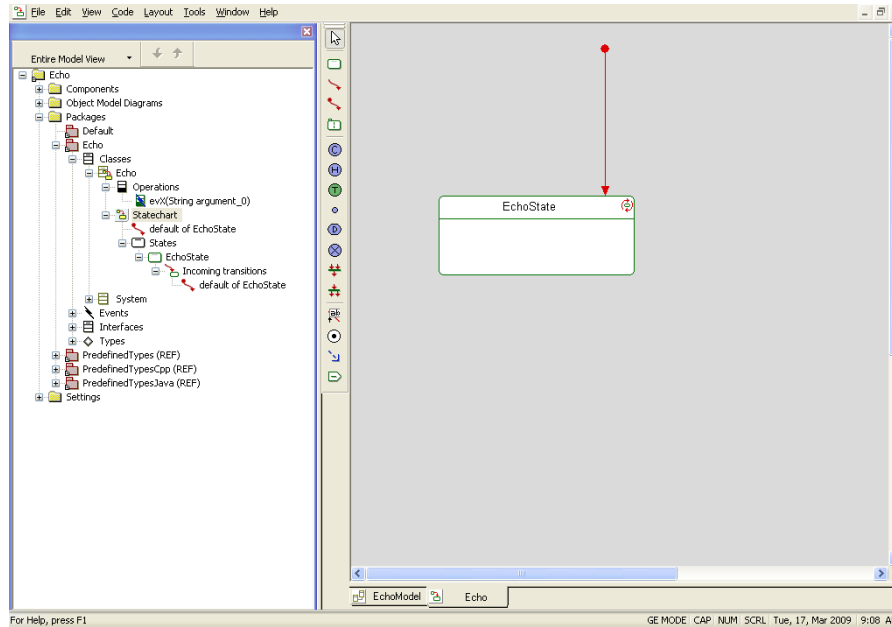 File Edit View Code Layout Tools Window Help
Entire Model View
Echo
Components
Object Model Diagrams
Packages
Default
Echo
Classes
Echo
Operations
evX(String argument_0)
Statechart
default of EchoState
States
EchoState
Incoming transitions
default of EchoState
System
Events
Interfaces
Types
PredefinedTypes (REF)
PredefinedTypesCpp (REF)
PredefinedTypesJava (REF)
Settings
C
H
T
D
ab
EchoState
EchoModel Echo
For Help, press F1 GE MODE CAP NUM SCRL Tue, 17, Mar 2009 9:08 A